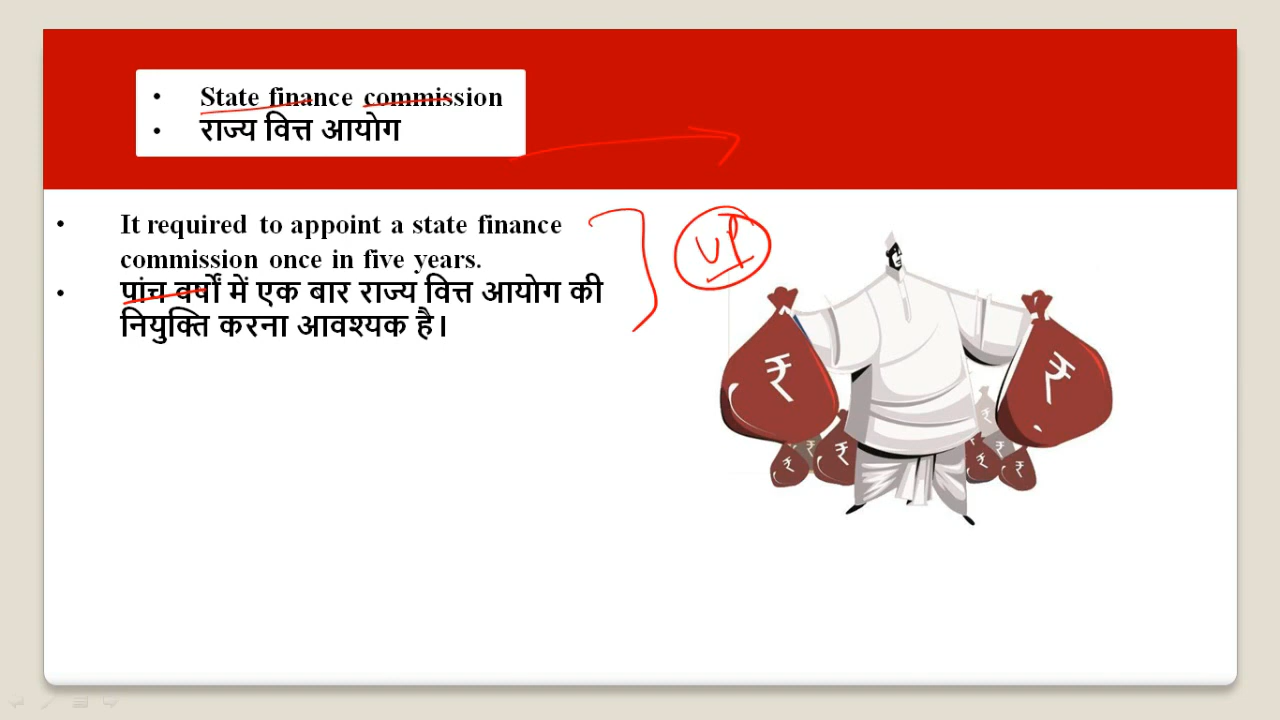 • State finance commission
• राज्य वित्त आयोग
• It required to appoint a state finance
commission once in five years.
• पांच वर्षों में एक बार राज्य वित्त आयोग की
नियुक्ति करना आवश्यक है।
UP
₹ ₹
₹ ₹ ₹ ₹ ₹ ₹ ₹